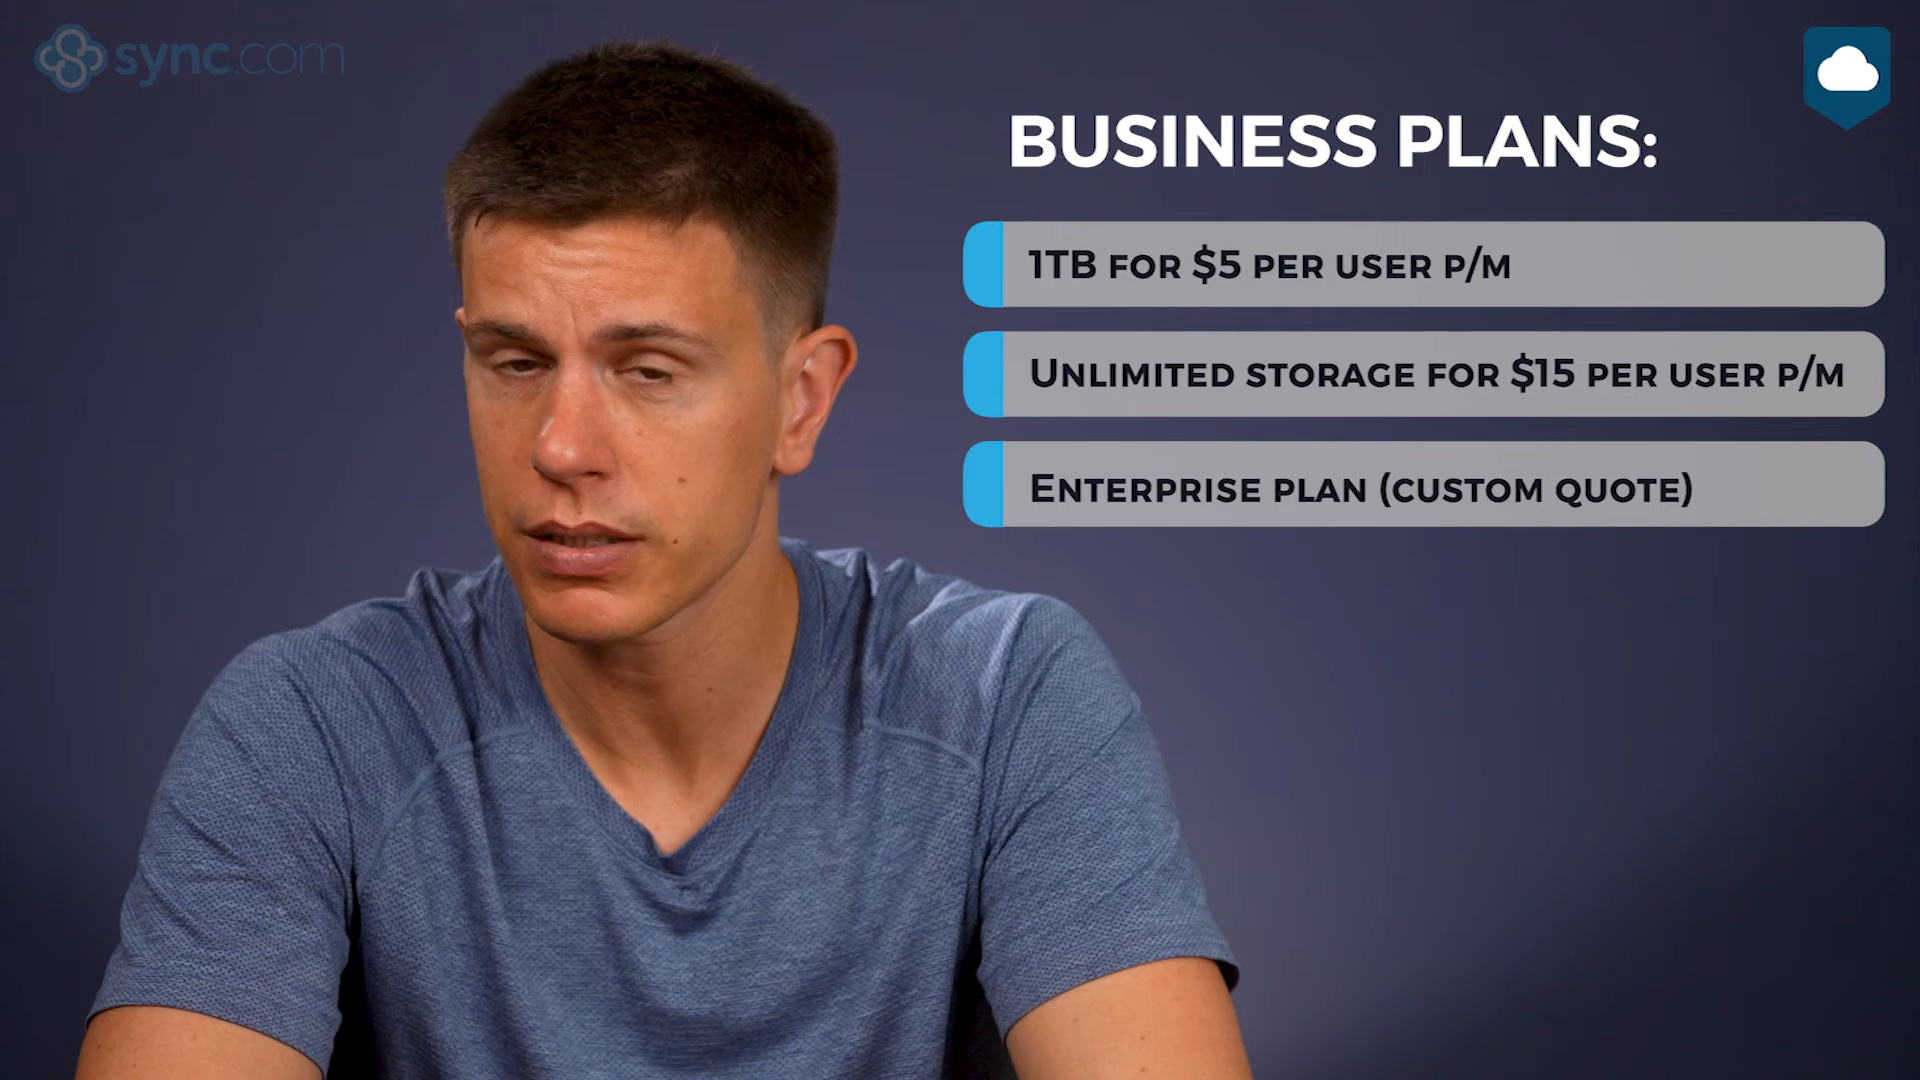 sync.com
BUSINESS PLANS:
1TB FOR $5 PER USER P/M
UNLIMITED STORAGE FOR $15 PER USER P/M
ENTERPRISE PLAN (CUSTOM QUOTE)